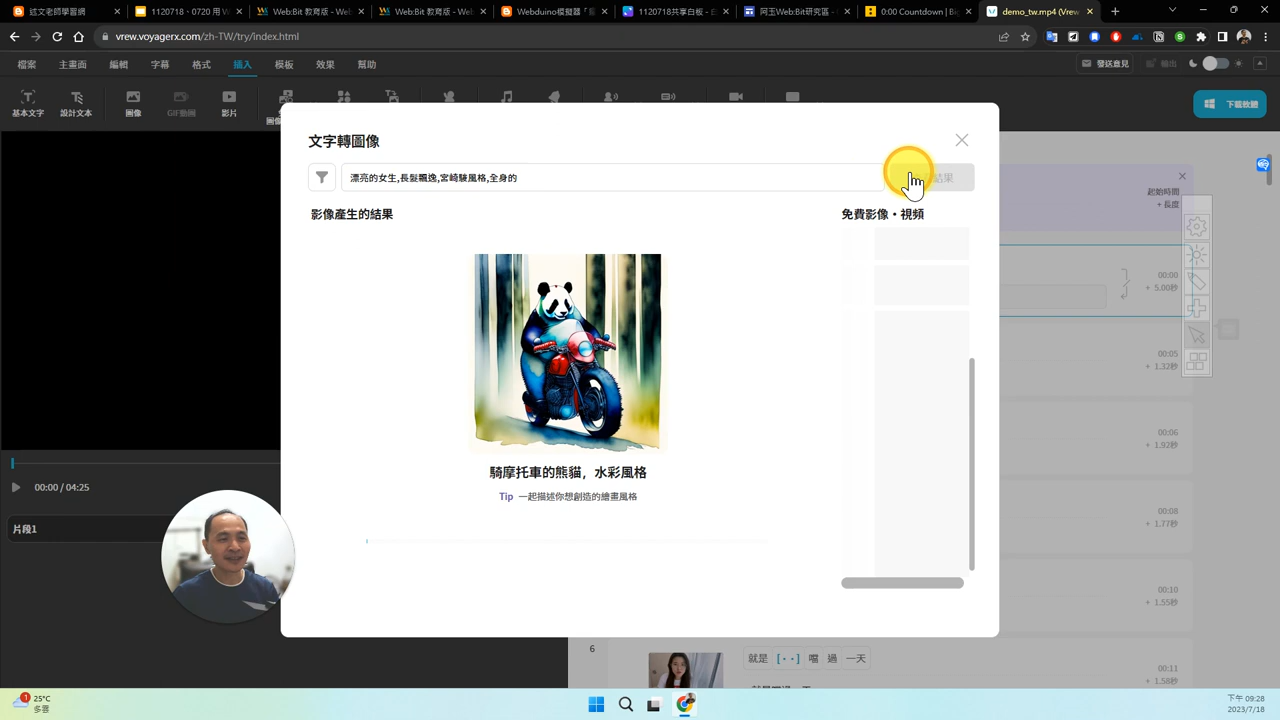 話文老師學習網
1120718、0720 用 W
Web:Bit 教育版 - We
Web:Bit 教育版 - Web
Webduino模擬器「
1120718共享白板 -
阿玉Web:Bit研究區 -
0:00 Countdown | Big
demo_tw.mp4 (Vrew
vrew.voyagerx.com/zh-TW/try/index.html
檔案
主畫面
編輯
字幕
格式
插入
模板
效果
幫助
發送意見
輸出
基本文字
設計文本
圖像
GIF動圖
影片
下載軟體
文字轉圖像
漂亮的女生,長髮飄逸,宮崎駿風格,全身的
結果
影像產生的結果
免費影像・視頻
騎摩托車的熊貓，水彩風格
Tip 一起描述你想創造的繪畫風格
起始時間
+ 長度
00:00
+ 5.00秒
00:05
+ 1.32秒
00:06
+ 1.92秒
00:08
+ 1.77秒
00:10
+ 1.55秒
00:00 / 04:25
片段1
6
就是 [··] 噹 過 一天
00:11
+ 1.58秒
1
25°C
多雲
下午 09:28
2023/7/18